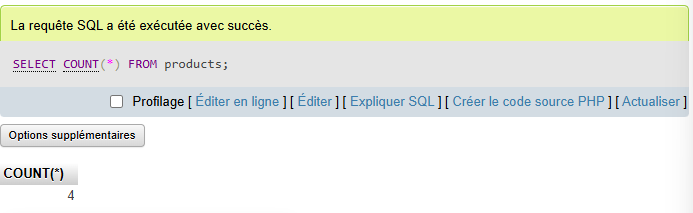 La requête SQL a été exécutée avec succès.
SELECT COUNT(*) FROM products;
Profilage [ Éditer en ligne ] [ Éditer ] [ Expliquer SQL ] [ Créer le code source PHP ] [ Actualiser ]
Options supplémentaires
COUNT(*)
4